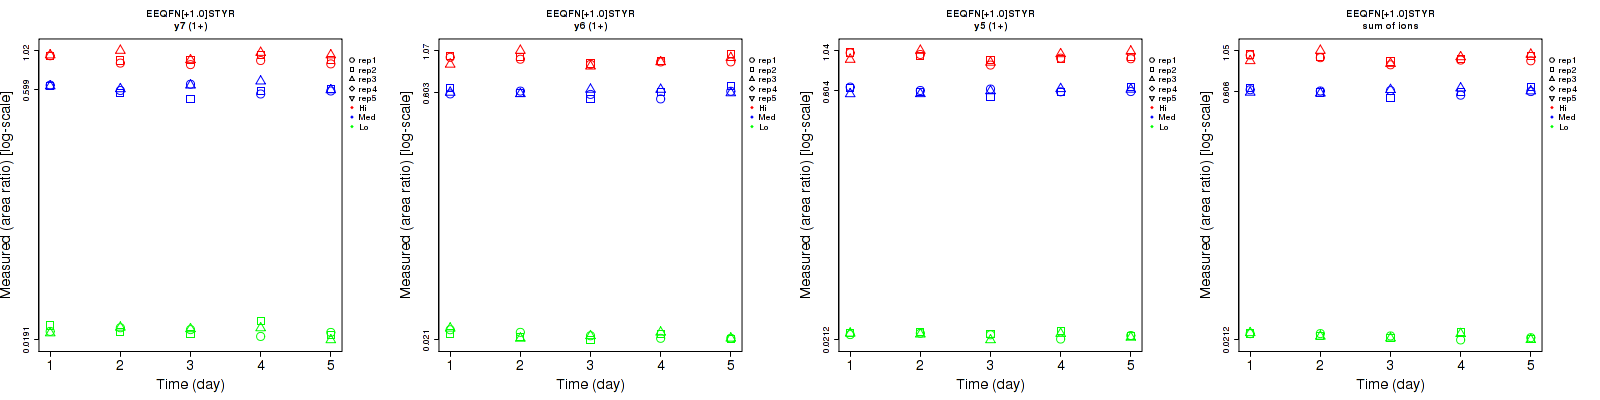 EEQFN[+1.0]STYR
y7 (1+)
Measured (area ratio) [log-scale]
1.02
0.599
0.0191
1 2 3 4 5
Time (day)
rep1
rep2
rep3
rep4
rep5
Hi
Med
Lo
EEQFN[+1.0]STYR
y6 (1+)
Measured (area ratio) [log-scale]
1.07
0.603
0.021
1 2 3 4 5
Time (day)
rep1
rep2
rep3
rep4
rep5
Hi
Med
Lo
EEQFN[+1.0]STYR
y5 (1+)
Measured (area ratio) [log-scale]
1.04
0.604
0.0212
1 2 3 4 5
Time (day)
rep1
rep2
rep3
rep4
rep5
Hi
Med
Lo
EEQFN[+1.0]STYR
sum of ions
Measured (area ratio) [log-scale]
1.05
0.606
0.0212
1 2 3 4 5
Time (day)
rep1
rep2
rep3
rep4
rep5
Hi
Med
Lo